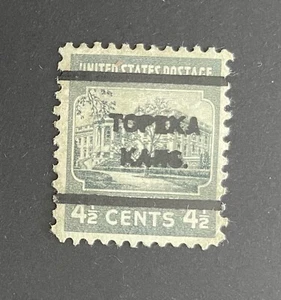 UNITED STATES POSTAGE
TOPEKA
KANS.
4½ CENTS 4½